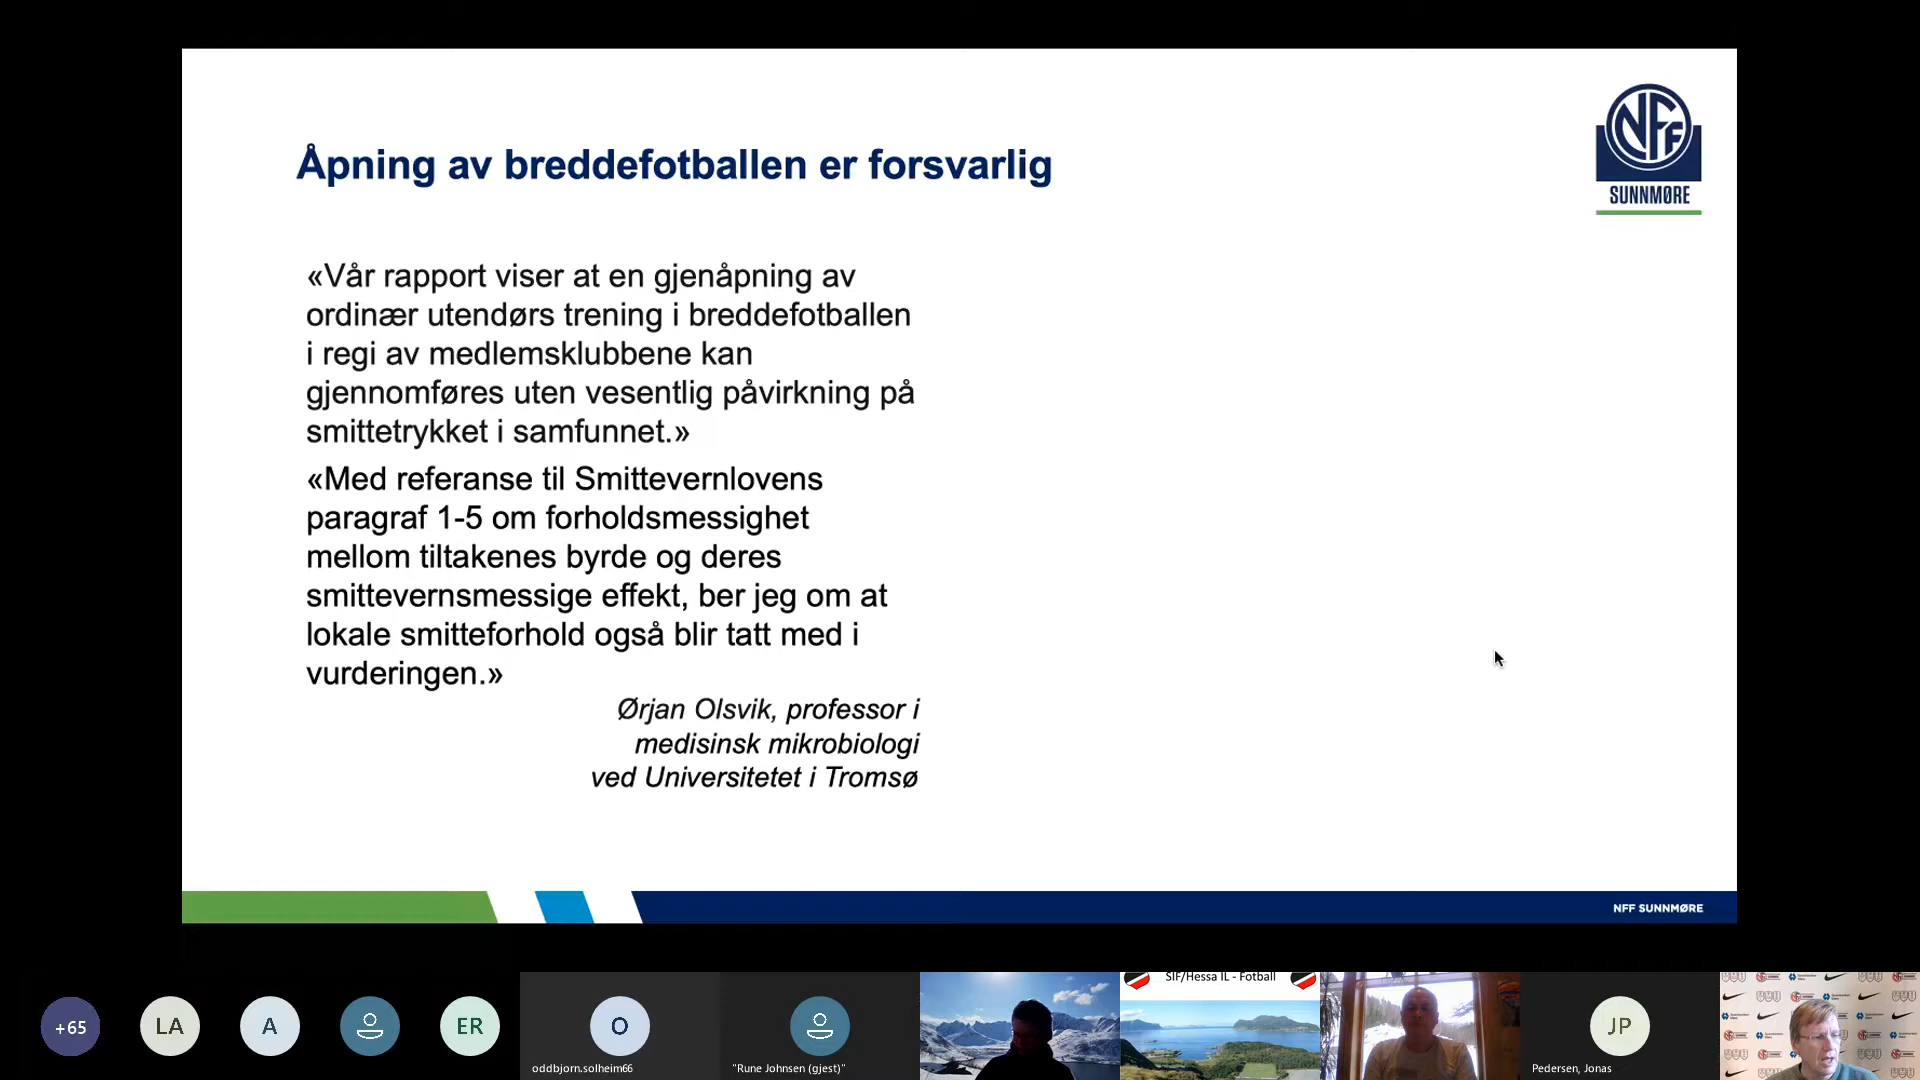 NFF
SUNNMØRE
Åpning av breddefotballen er forsvarlig
«Vår rapport viser at en gjenåpning av
ordinær utendørs trening i breddefotballen
i regi av medlemsklubbene kan
gjennomføres uten vesentlig påvirkning på
smittetrykket i samfunnet.»
«Med referanse til Smittevernlovens
paragraf 1-5 om forholdsmessighet
mellom tiltakenes byrde og deres
smittevernsmessige effekt, ber jeg om at
lokale smitteforhold også blir tatt med i
vurderingen.»
Ørjan Olsvik, professor i
medisinsk mikrobiologi
ved Universitetet i Tromsø
NFF SUNNMØRE
+65
LA
A
ER
O
oddbjorn.solheim66
"Rune Johnsen (gjest)"
SIF/Hessa IL - Fotball
JP
Pedersen, Jonas